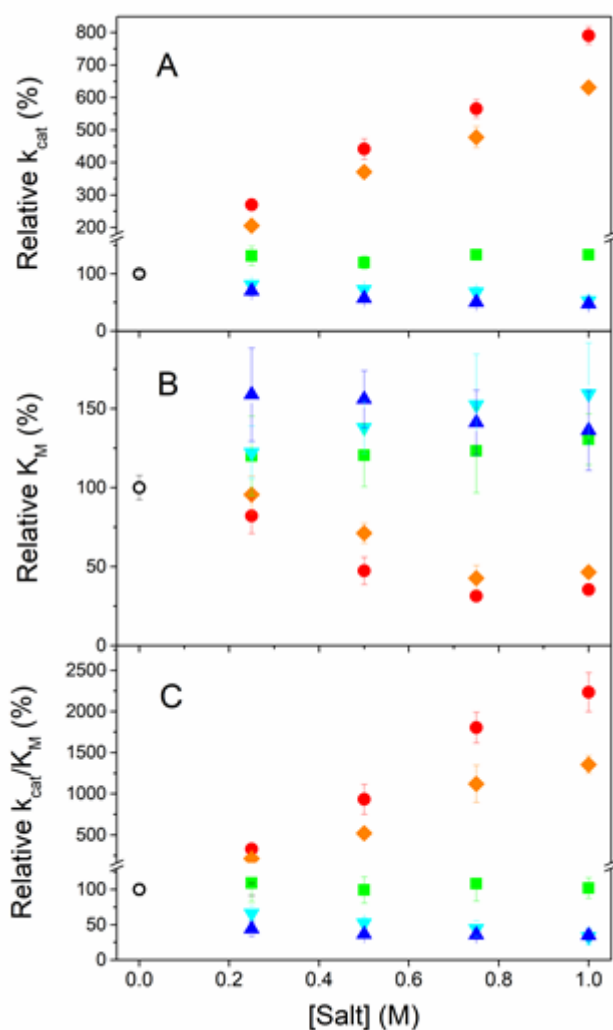 A
Relative k_cat (%)
800
700
600
500
400
300
200
100
0
B
Relative K_M (%)
150
100
50
0
C
Relative k_cat/K_M (%)
2500
2000
1500
1000
500
100
50
0
0.0 0.2 0.4 0.6 0.8 1.0
[Salt] (M)